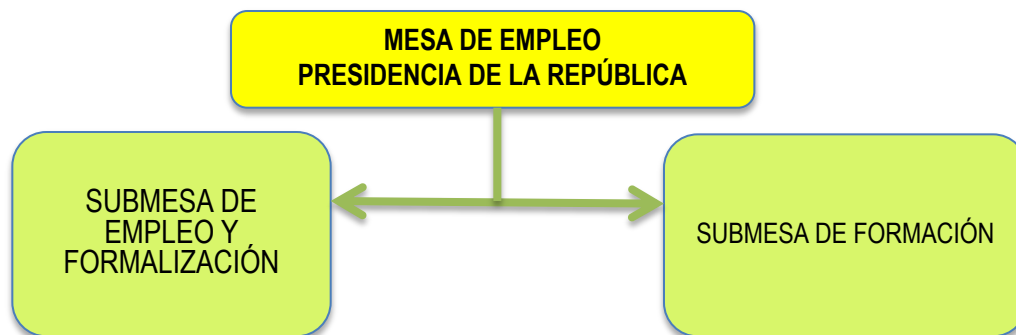 MESA DE EMPLEO
PRESIDENCIA DE LA REPÚBLICA
SUBMESA DE
EMPLEO Y
FORMALIZACIÓN
SUBMESA DE FORMACIÓN